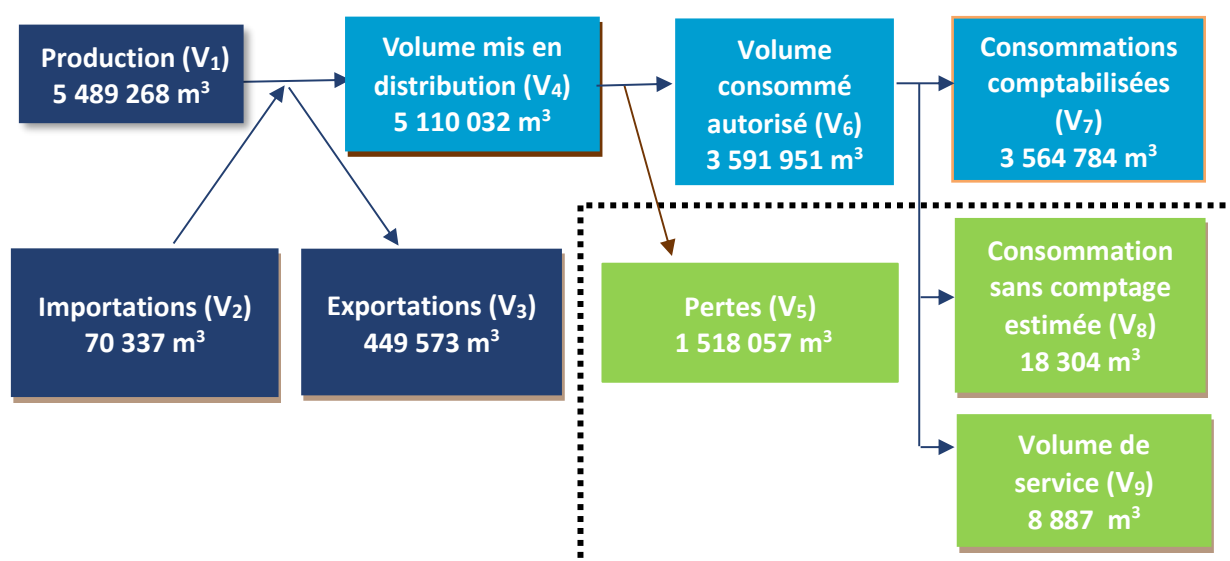 Production (V₁)
5 489 268 m³
Volume mis en
distribution (V₄)
5 110 032 m³
Volume
consommé
autorisé (V₆)
3 591 951 m³
Consommations
comptabilisées
(V₇)
3 564 784 m³
Importations (V₂)
70 337 m³
Exportations (V₃)
449 573 m³
Pertes (V₅)
1 518 057 m³
Consommation
sans comptage
estimée (V₈)
18 304 m³
Volume de
service (V₉)
8 887 m³